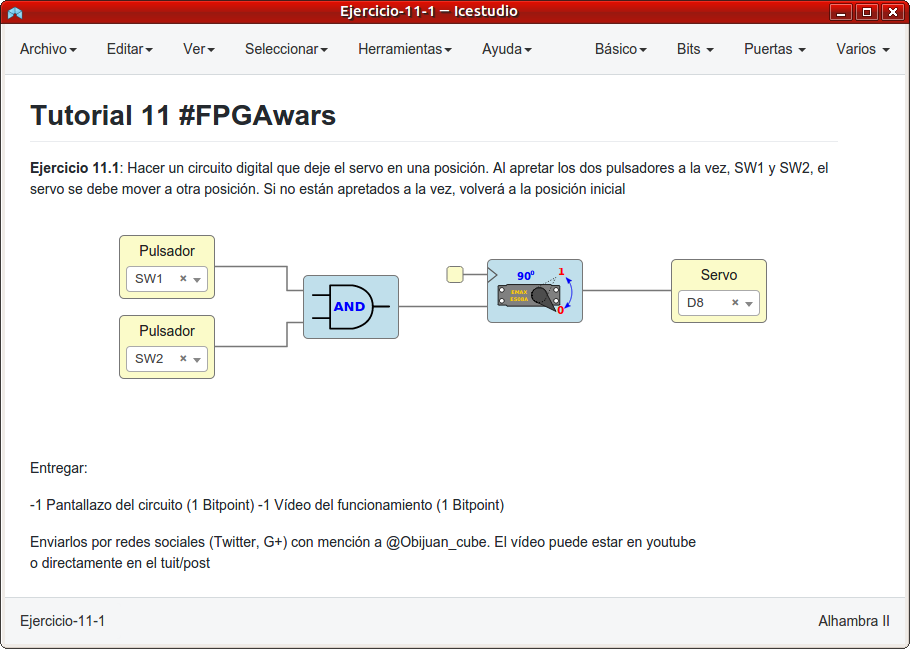 Ejercicio-11-1 — Icestudio
Archivo Editar Ver Seleccionar Herramientas Ayuda Básico Bits Puertas Varios
Tutorial 11 #FPGAwars
Ejercicio 11.1: Hacer un circuito digital que deje el servo en una posición. Al apretar los dos pulsadores a la vez, SW1 y SW2, el
servo se debe mover a otra posición. Si no están apretados a la vez, volverá a la posición inicial
Pulsador
SW1
Pulsador
SW2
AND
90º
1
EMAX
ES08A
0
Servo
D8
Entregar:
-1 Pantallazo del circuito (1 Bitpoint) -1 Vídeo del funcionamiento (1 Bitpoint)
Enviarlos por redes sociales (Twitter, G+) con mención a @Obijuan_cube. El vídeo puede estar en youtube
o directamente en el tuit/post
Ejercicio-11-1
Alhambra II